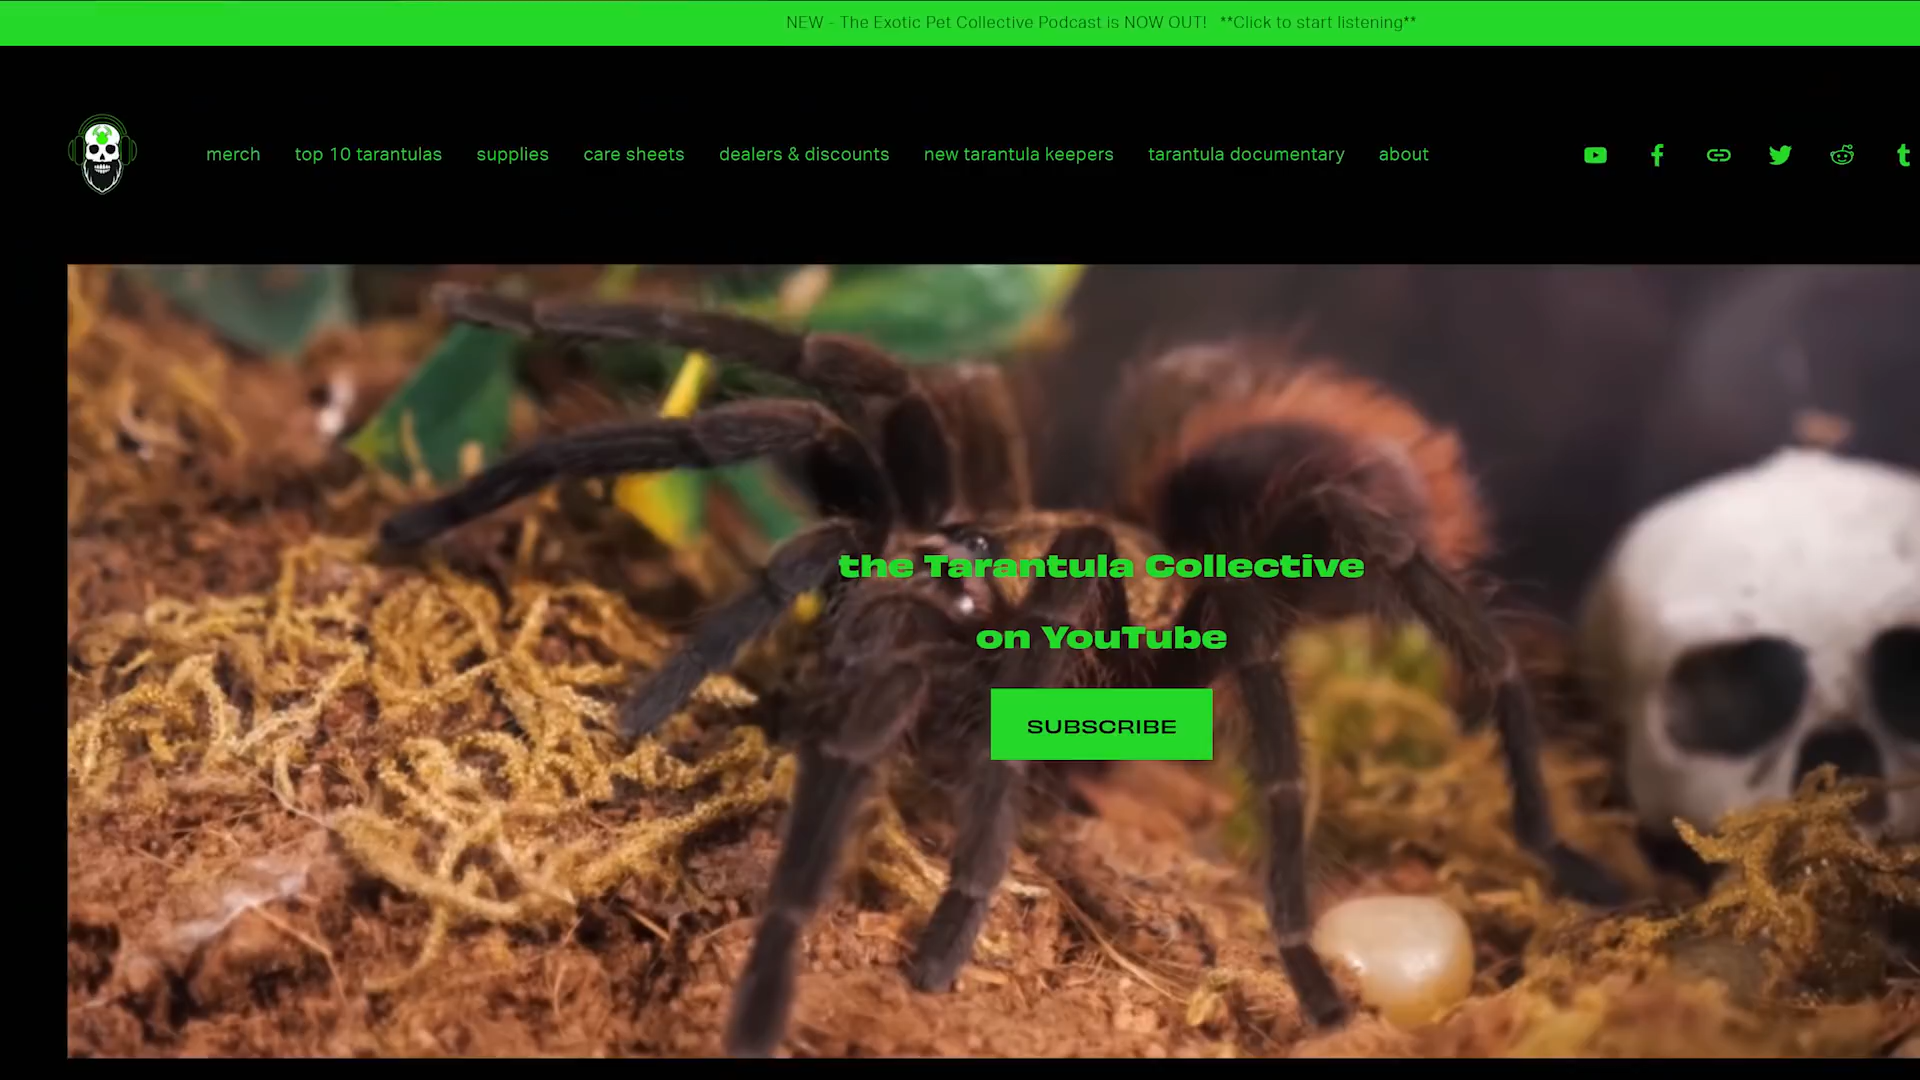 NEW - The Exotic Pet Collective Podcast is NOW OUT! **Click to start listening**
merch top 10 tarantulas supplies care sheets dealers & discounts new tarantula keepers tarantula documentary about
the Tarantula Collective
on YouTube
SUBSCRIBE